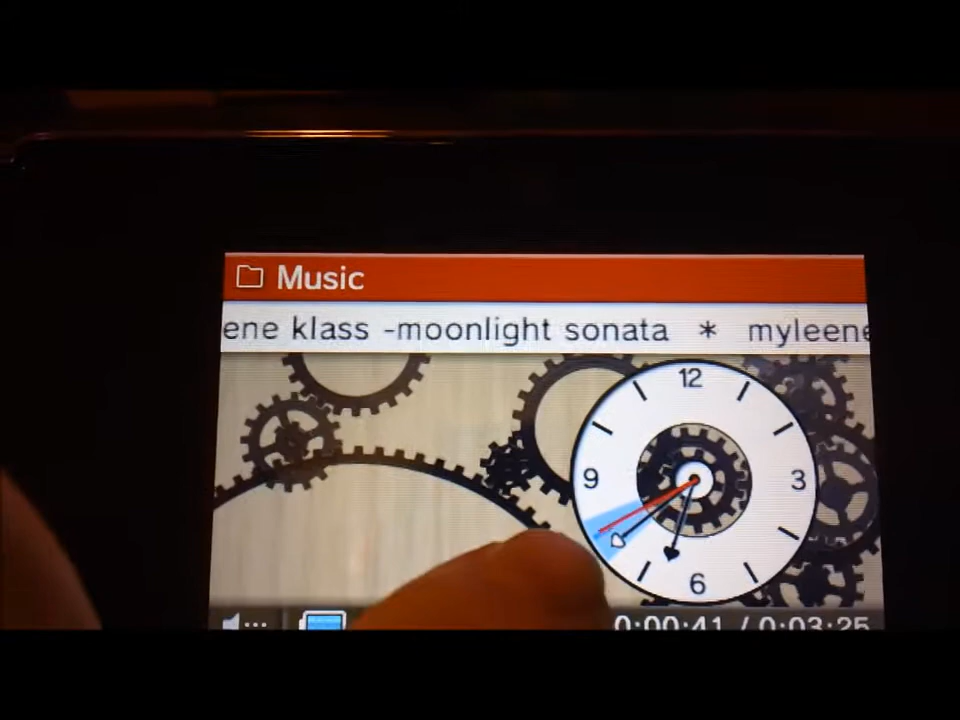 Music
ene klass -moonlight sonata * myleene
12
9
3
6
0:00:41 / 0:03:25